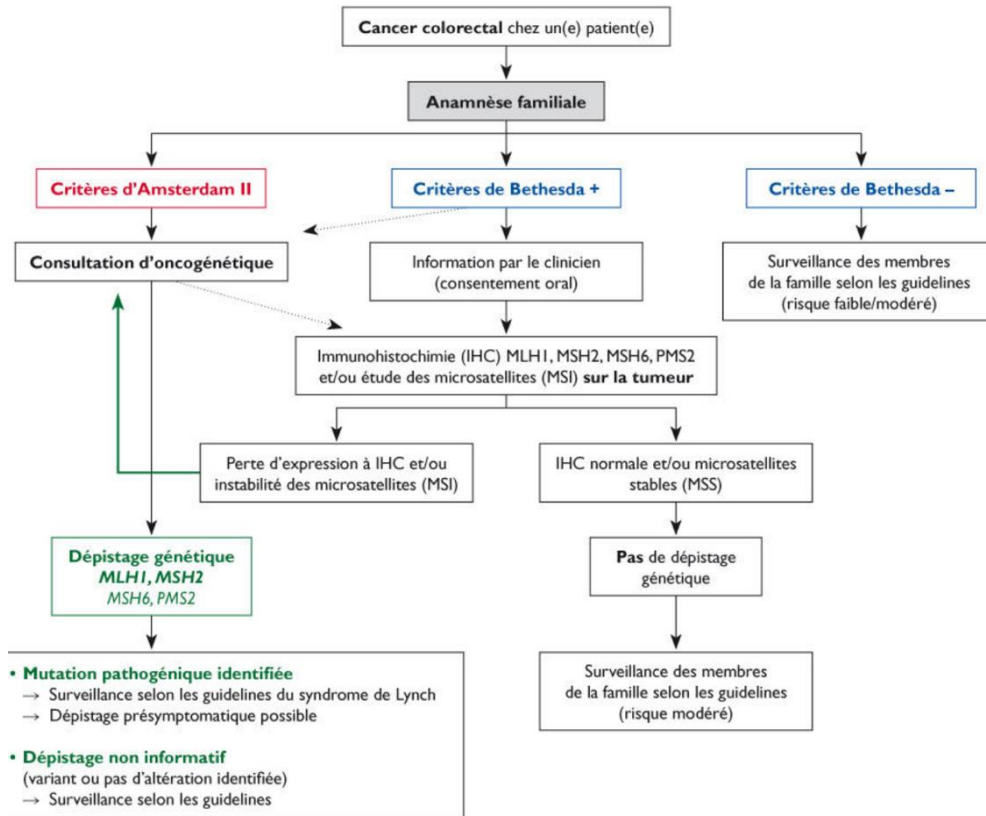 Cancer colorectal chez un(e) patient(e)
Anamnèse familiale
Critères d'Amsterdam II
Critères de Bethesda +
Critères de Bethesda –
Consultation d'oncogénétique
Information par le clinicien
(consentement oral)
Surveillance des membres
de la famille selon les guidelines
(risque faible/modéré)
Immunohistochimie (IHC) MLH1, MSH2, MSH6, PMS2
et/ou étude des microsatellites (MSI) sur la tumeur
Perte d'expression à IHC et/ou
instabilité des microsatellites (MSI)
IHC normale et/ou microsatellites
stables (MSS)
Dépistage génétique
MLH1, MSH2
MSH6, PMS2
Pas de dépistage
génétique
• Mutation pathogénique identifiée
→ Surveillance selon les guidelines du syndrome de Lynch
→ Dépistage présymptomatique possible
• Dépistage non informatif
(variant ou pas d'altération identifiée)
→ Surveillance selon les guidelines
Surveillance des membres
de la famille selon les guidelines
(risque modéré)